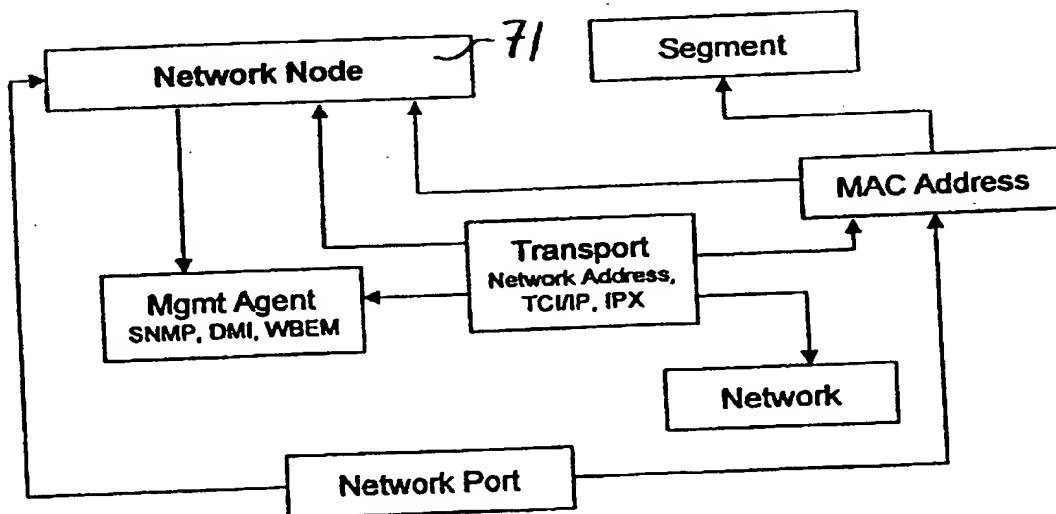 Network Node
71
Segment
MAC Address
Transport
Network Address,
TCI/IP, IPX
Mgmt Agent
SNMP, DMI, WBEM
Network
Network Port